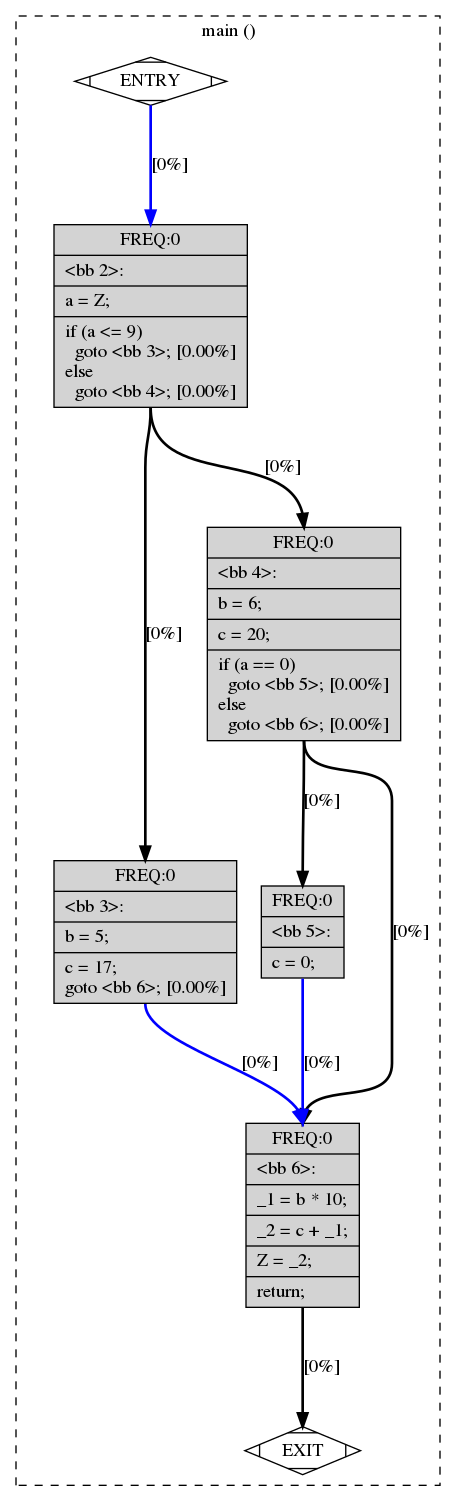 main ()
ENTRY
[0%]
FREQ:0
<bb 2>:
a = Z;
if (a <= 9)
goto <bb 3>; [0.00%]
else
goto <bb 4>; [0.00%]
[0%]
[0%]
FREQ:0
<bb 4>:
b = 6;
c = 20;
if (a == 0)
goto <bb 5>; [0.00%]
else
goto <bb 6>; [0.00%]
[0%]
[0%]
FREQ:0
<bb 3>:
b = 5;
c = 17;
goto <bb 6>; [0.00%]
FREQ:0
<bb 5>:
c = 0;
[0%]
[0%]
FREQ:0
<bb 6>:
_1 = b * 10;
_2 = c + _1;
Z = _2;
return;
[0%]
EXIT